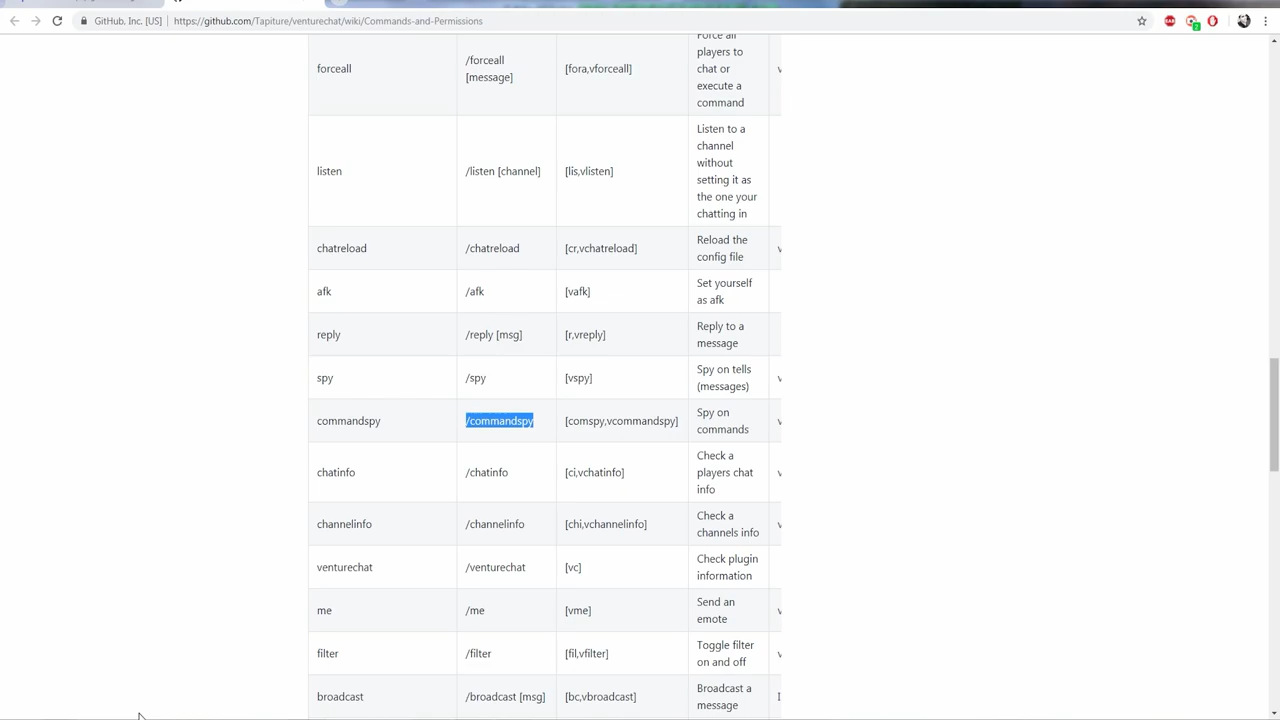 GitHub, Inc. [US] | https://github.com/Tapiture/venturechat/wiki/Commands-and-Permissions
Force all
players to
chat or
execute a
command
forceall
/forceall
[message]
[fora,vforceall]
v
listen
/listen [channel]
[lis,vlisten]
Listen to a
channel
without
setting it as
the one your
chatting in
chatreload
/chatreload
[cr,vchatreload]
Reload the
config file
v
afk
/afk
[vafk]
Set yourself
as afk
reply
/reply [msg]
[r,vreply]
Reply to a
message
spy
/spy
[vspy]
Spy on tells
(messages)
v
commandspy
/commandspy
[comspy,vcommandspy]
Spy on
commands
v
chatinfo
/chatinfo
[ci,vchatinfo]
Check a
players chat
info
v
channelinfo
/channelinfo
[chi,vchannelinfo]
Check a
channels info
v
venturechat
/venturechat
[vc]
Check plugin
information
me
/me
[vme]
Send an
emote
v
filter
/filter
[fil,vfilter]
Toggle filter
on and off
v
broadcast
/broadcast [msg]
[bc,vbroadcast]
Broadcast a
message